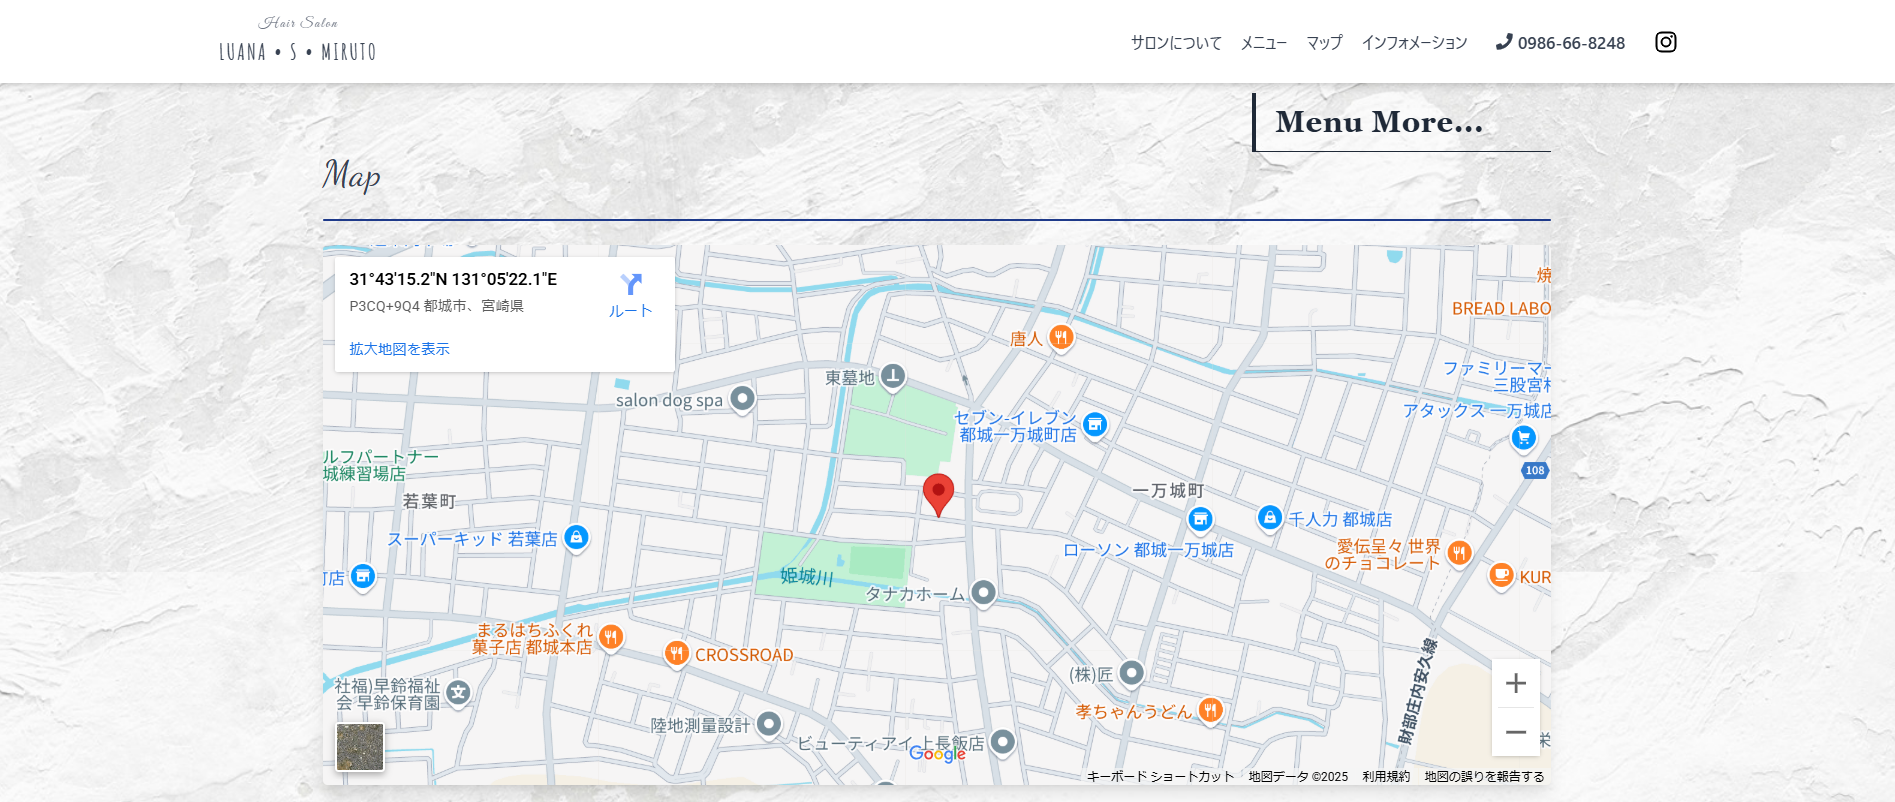 Hair Salon
LUANA • S • MIRUTO
サロンについて
メニュー
マップ
インフォメーション
0986-66-8248
Menu More...
Map
31°43'15.2"N 131°05'22.1"E
P3CQ+9Q4 都城市、宮崎県
ルート
拡大地図を表示
焼
BREAD LABO
唐人
ファミリーマー
三股宮村
東墓地
salon dog spa
セブン-イレブン
都城一万城町店
アタックス 一万城店
108
ルフパートナー
城練習場店
若葉町
一万城町
スーパーキッド 若葉店
千人力 都城店
ローソン 都城一万城店
愛伝呈々 世界
のチョコレート
町店
姫城川
KUR
タナカホーム
まるはちふくれ
菓子店 都城本店
CROSSROAD
(株)匠
財部庄内安久線
社福)早鈴福祉
会 早鈴保育園
孝ちゃんうどん
陸地測量設計
ビューティアイ 上長飯店
栄
Google
キーボード ショートカット
地図データ ©2025
利用規約
地図の誤りを報告する